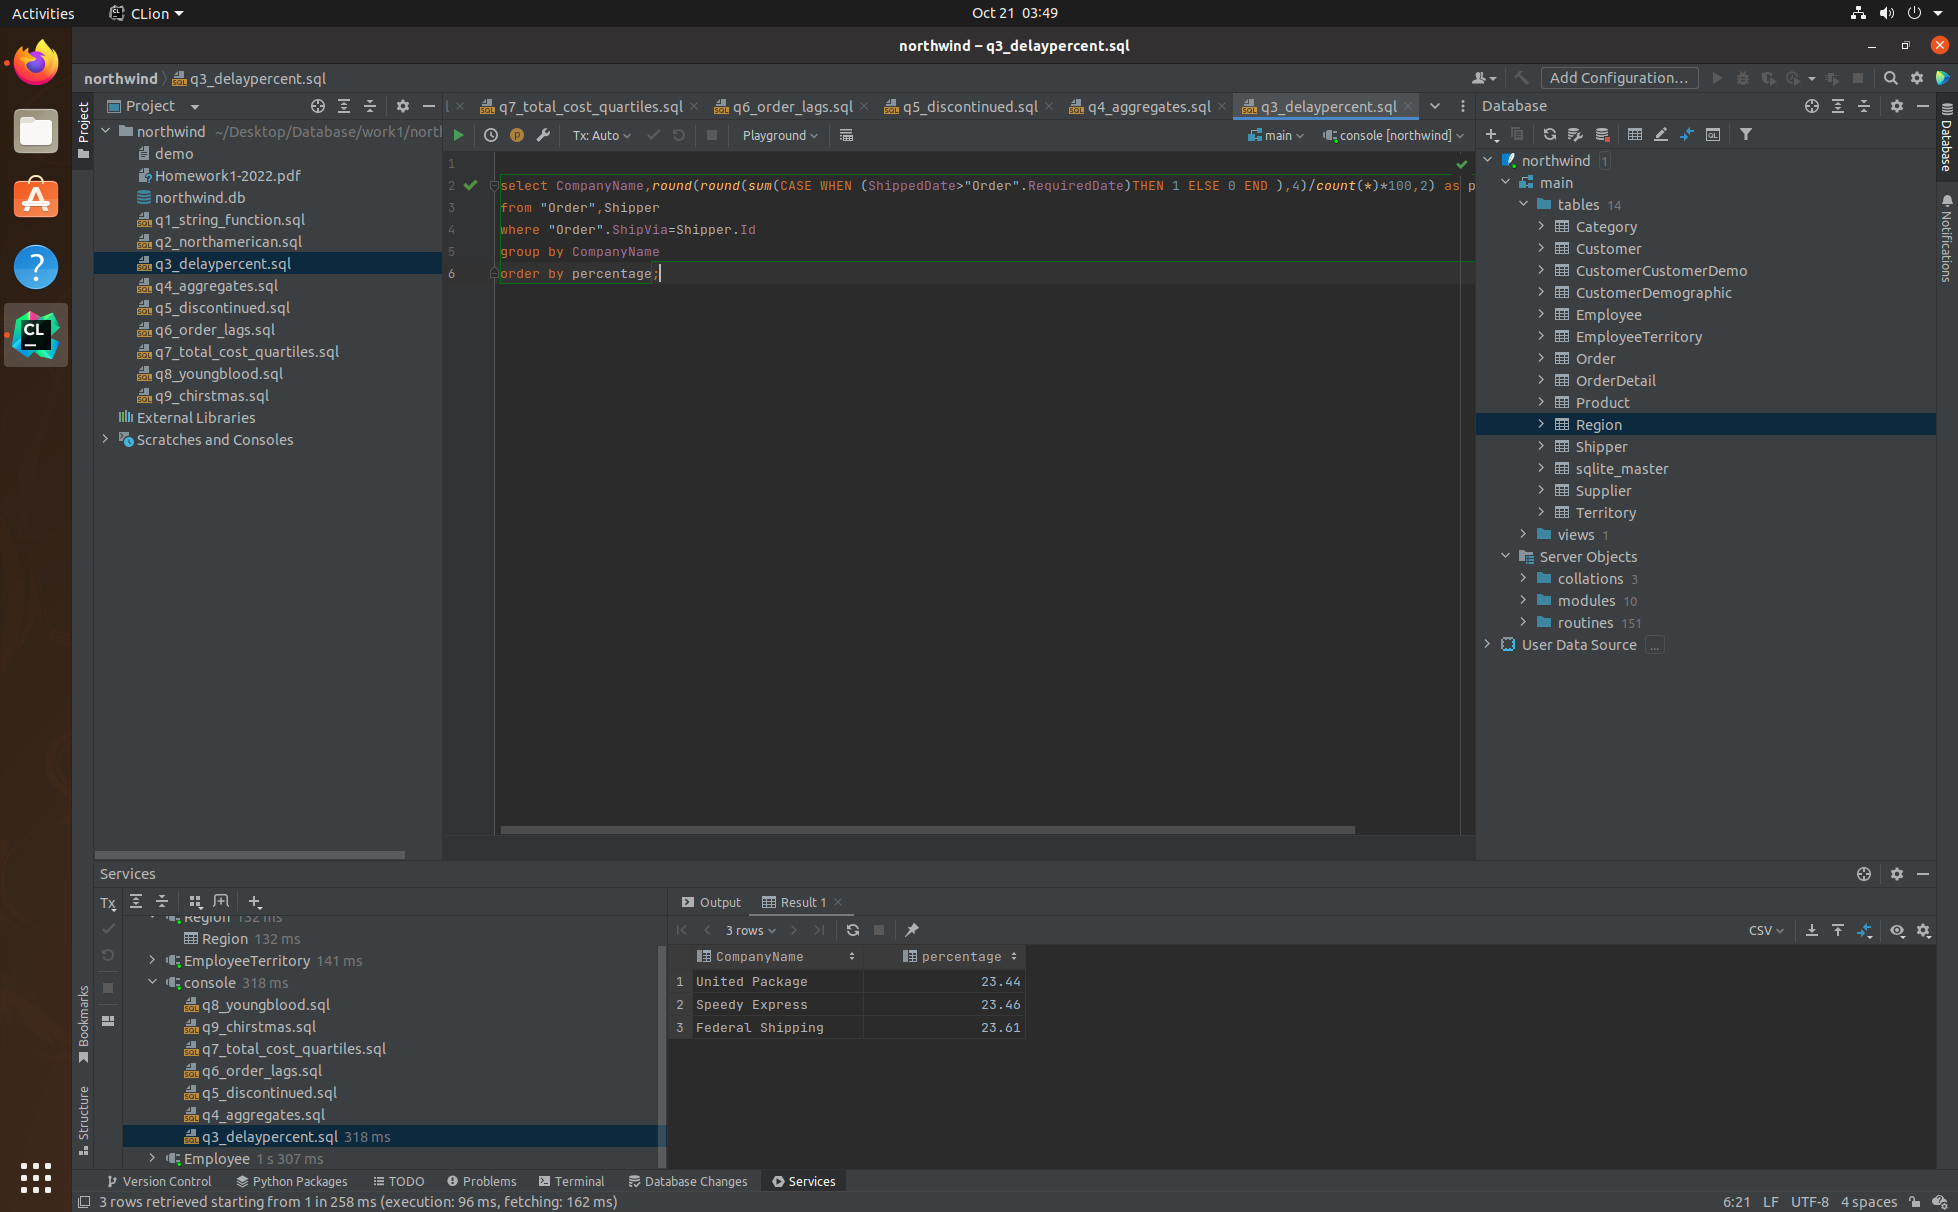 Activities
CLion
Oct 21 03:49
northwind – q3_delaypercent.sql
northwind
q3_delaypercent.sql
Add Configuration...
Project
Project
northwind ~/Desktop/Database/work1/nort
demo
Homework1-2022.pdf
northwind.db
q1_string_function.sql
q2_northamerican.sql
q3_delaypercent.sql
q4_aggregates.sql
q5_discontinued.sql
q6_order_lags.sql
q7_total_cost_quartiles.sql
q8_youngblood.sql
q9_chirstmas.sql
External Libraries
Scratches and Consoles
q7_total_cost_quartiles.sql
q6_order_lags.sql
q5_discontinued.sql
q4_aggregates.sql
q3_delaypercent.sql
Tx: Auto
Playground
main
console [northwind]
1
2 select CompanyName,round(round(sum(CASE WHEN (ShippedDate>"Order".RequiredDate)THEN 1 ELSE 0 END ),4)/count(*)*100,2) as p
3 from "Order",Shipper
4 where "Order".ShipVia=Shipper.Id
5 group by CompanyName
6 order by percentage;
Database
northwind 1
main
tables 14
Category
Customer
CustomerCustomerDemo
CustomerDemographic
Employee
EmployeeTerritory
Order
OrderDetail
Product
Region
Shipper
sqlite_master
Supplier
Territory
views 1
Server Objects
collations 3
modules 10
routines 151
User Data Source ...
Database
Notifications
Services
Tx
Region 132 ms
Region 132 ms
EmployeeTerritory 141 ms
console 318 ms
q8_youngblood.sql
q9_chirstmas.sql
q7_total_cost_quartiles.sql
q6_order_lags.sql
q5_discontinued.sql
q4_aggregates.sql
q3_delaypercent.sql 318 ms
Employee 1 s 307 ms
Bookmarks
Structure
Output
Result 1
3 rows
CSV
CompanyName percentage
1 United Package 23.44
2 Speedy Express 23.46
3 Federal Shipping 23.61
Version Control
Python Packages
TODO
Problems
Terminal
Database Changes
Services
3 rows retrieved starting from 1 in 258 ms (execution: 96 ms, fetching: 162 ms)
6:21 LF UTF-8 4 spaces